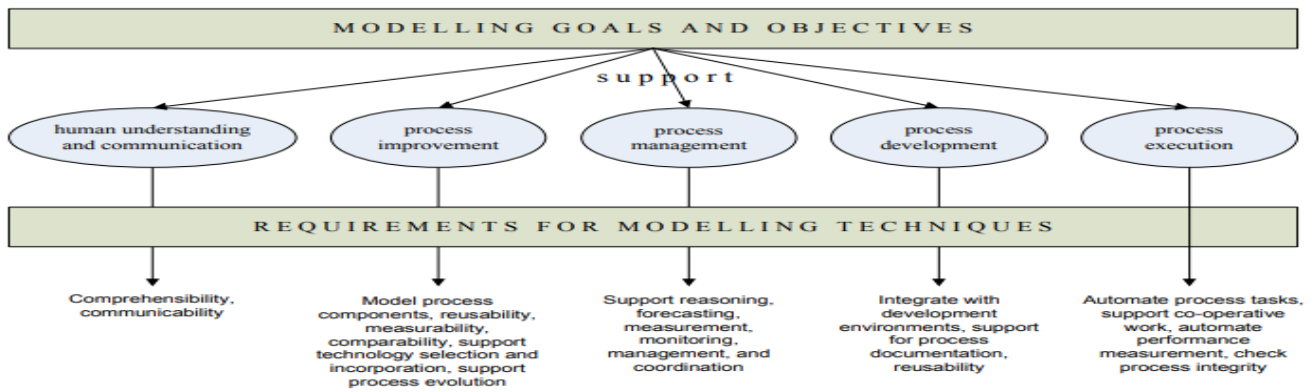 MODELLING GOALS AND OBJECTIVES
support
human understanding
and communication
process
improvement
process
management
process
development
process
execution
REQUIREMENTS FOR MODELLING TECHNIQUES
Comprehensibility,
communicability
Model process
components, reusability,
measurability,
comparability, support
technology selection and
incorporation, support
process evolution
Support reasoning,
forecasting,
measurement,
monitoring,
management, and
coordination
Integrate with
development
environments, support
for process
documentation,
reusability
Automate process tasks,
support co-operative
work, automate
performance
measurement, check
process integrity